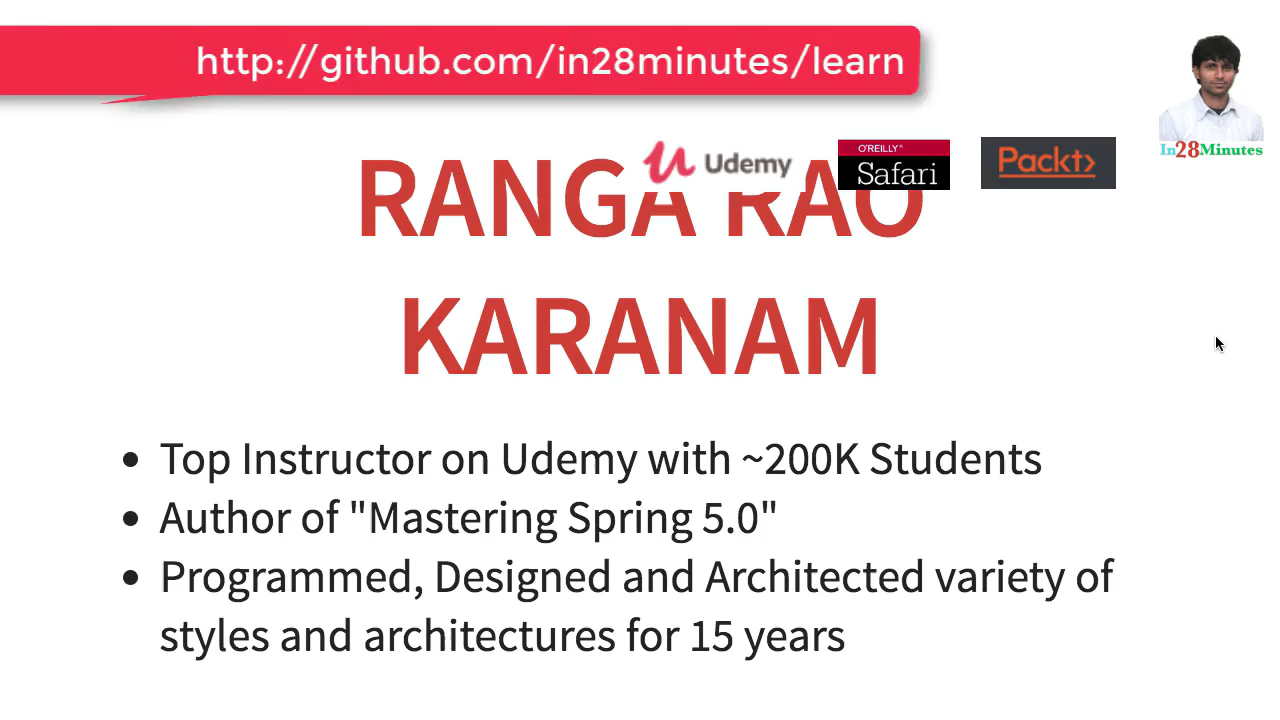 http://github.com/in28minutes/learn
In28Minutes
Udemy
O'REILLY®
Safari
Packt>
RANGA RAO
KARANAM
• Top Instructor on Udemy with ~200K Students
• Author of "Mastering Spring 5.0"
• Programmed, Designed and Architected variety of
styles and architectures for 15 years